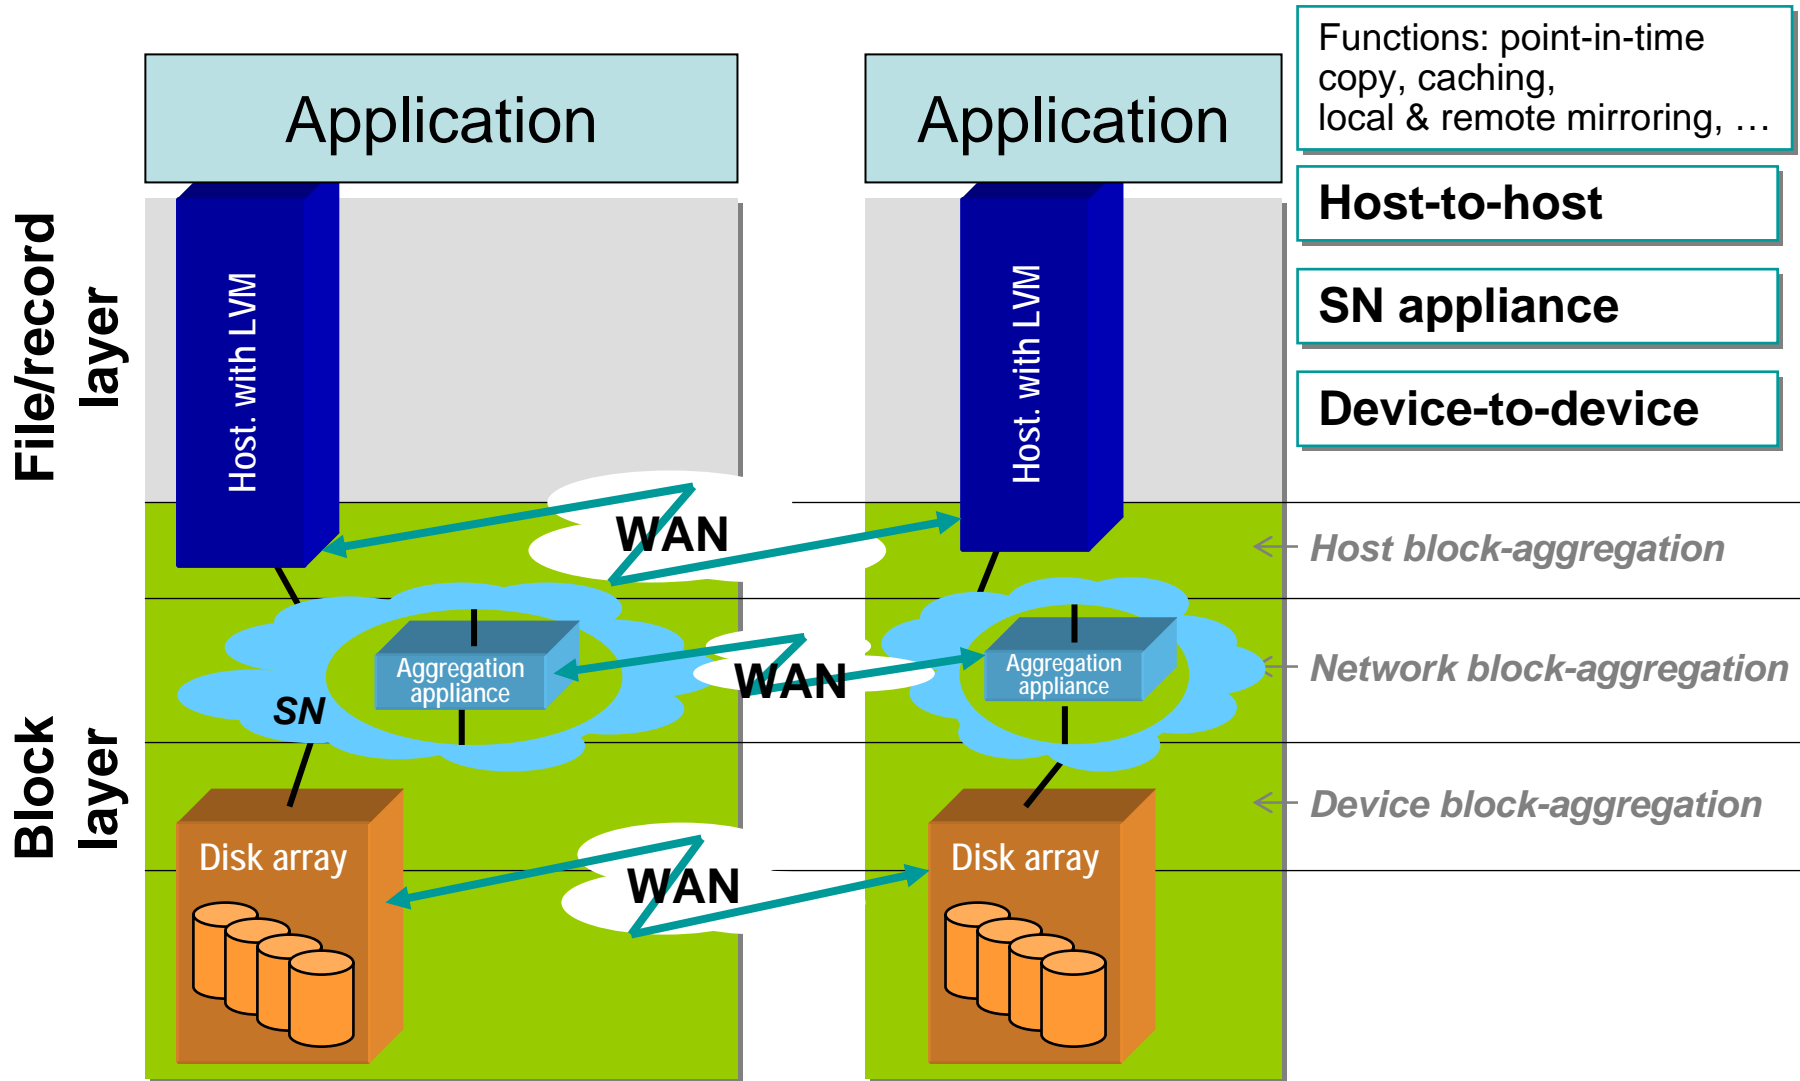 Application
Application
Functions: point-in-time
copy, caching,
local & remote mirroring, …
Host-to-host
SN appliance
Device-to-device
File/record
layer
Host. with LVM
Host. with LVM
WAN
Host block-aggregation
Aggregation
appliance
WAN
Aggregation
appliance
Network block-aggregation
SN
Block
layer
Device block-aggregation
Disk array
WAN
Disk array